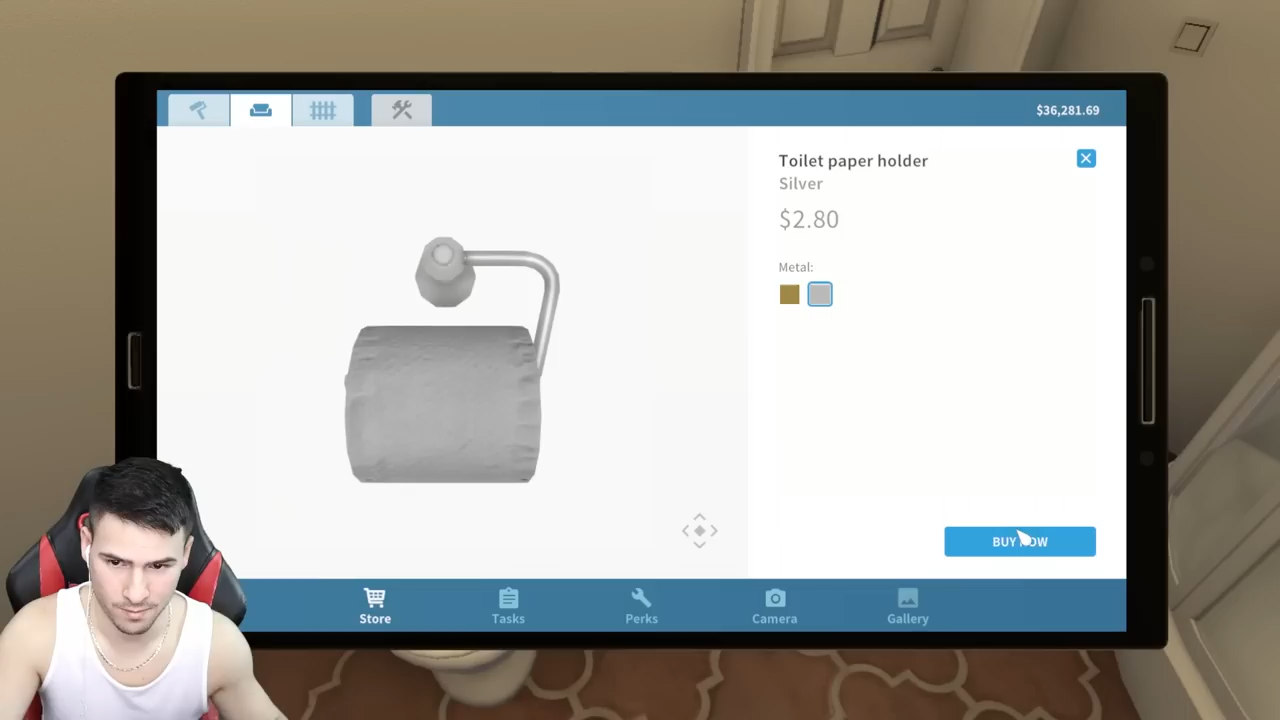 $36,281.69
Toilet paper holder
Silver
$2.80
Metal:
BUY NOW
Store
Tasks
Perks
Camera
Gallery